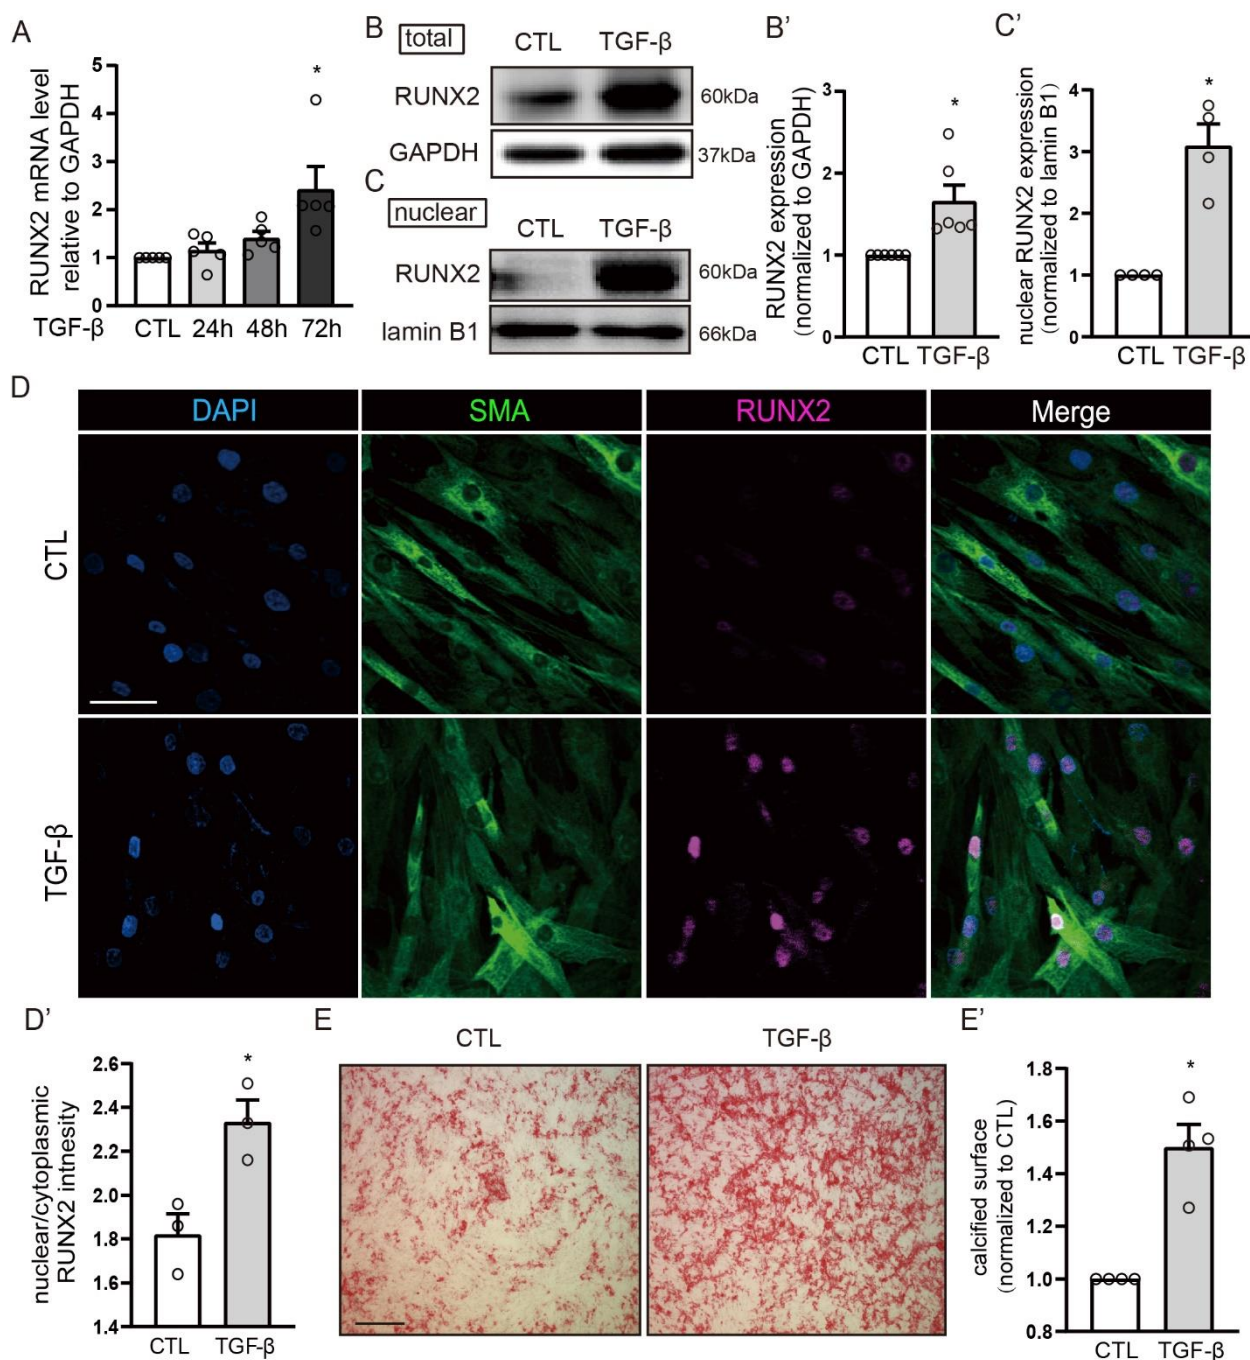 A
RUNX2 mRNA level
relative to GAPDH
5
4
3
2
1
0
*
TGF-β CTL 24h 48h 72h
B total CTL TGF-β
RUNX2 60kDa
GAPDH 37kDa
C
nuclear CTL TGF-β
RUNX2 60kDa
lamin B1 66kDa
B'
RUNX2 expression
(normalized to GAPDH)
3
2
1
0
*
CTL TGF-β
C'
nuclear RUNX2 expression
(normalized to lamin B1)
4
3
2
1
0
*
CTL TGF-β
D
DAPI SMA RUNX2 Merge
CTL
TGF-β
D'
nuclear/cytoplasmic
RUNX2 intnesity
2.6
2.4
2.2
2.0
1.8
1.6
1.4
*
CTL TGF-β
E
CTL TGF-β
E'
calcified surface
(normalized to CTL)
1.8
1.6
1.4
1.2
1.0
0.8
*
CTL TGF-β